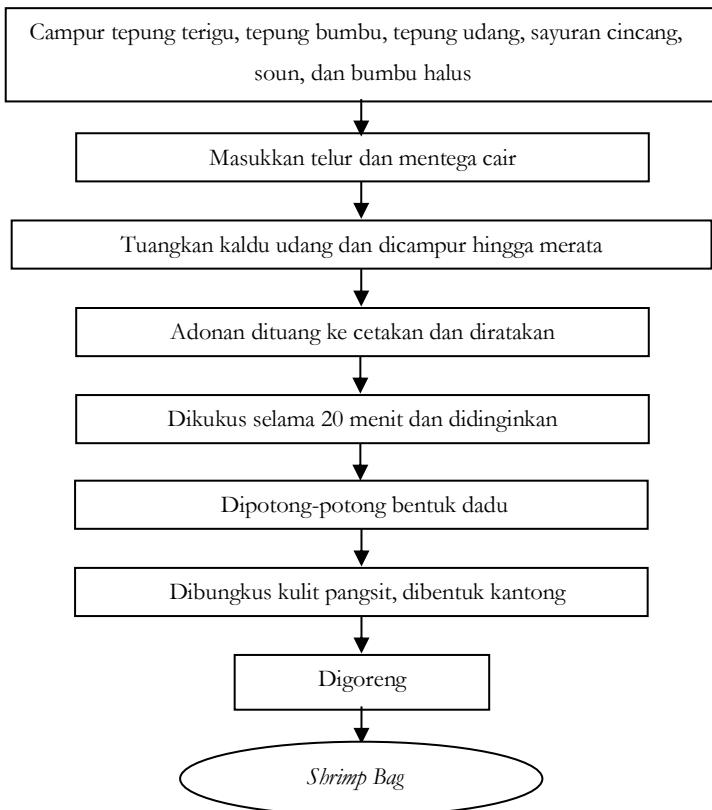 Campur tepung terigu, tepung bumbu, tepung udang, sayuran cincang,
soun, dan bumbu halus
Masukkan telur dan mentega cair
Tuangkan kaldu udang dan dicampur hingga merata
Adonan dituang ke cetakan dan diratakan
Dikukus selama 20 menit dan didinginkan
Dipotong-potong bentuk dadu
Dibungkus kulit pangsit, dibentuk kantong
Digoreng
Shrimp Bag